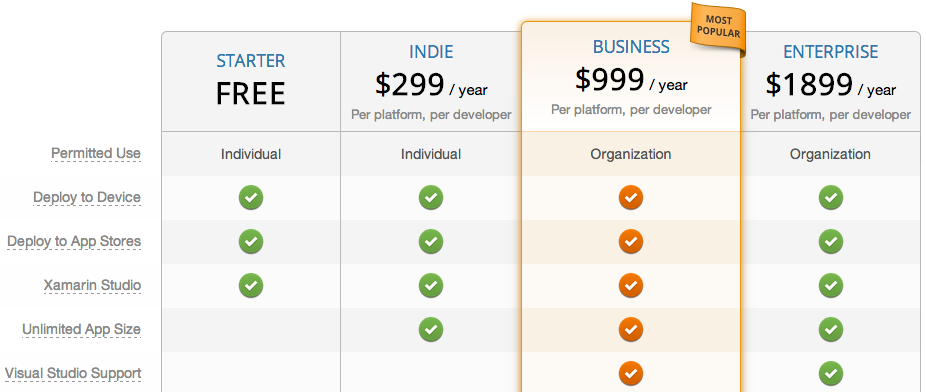 MOST
POPULAR
STARTER
FREE
INDIE
$299 / year
Per platform, per developer
BUSINESS
$999 / year
Per platform, per developer
ENTERPRISE
$1899 / year
Per platform, per developer
Permitted Use Individual Individual Organization Organization
Deploy to Device
Deploy to App Stores
Xamarin Studio
Unlimited App Size
Visual Studio Support